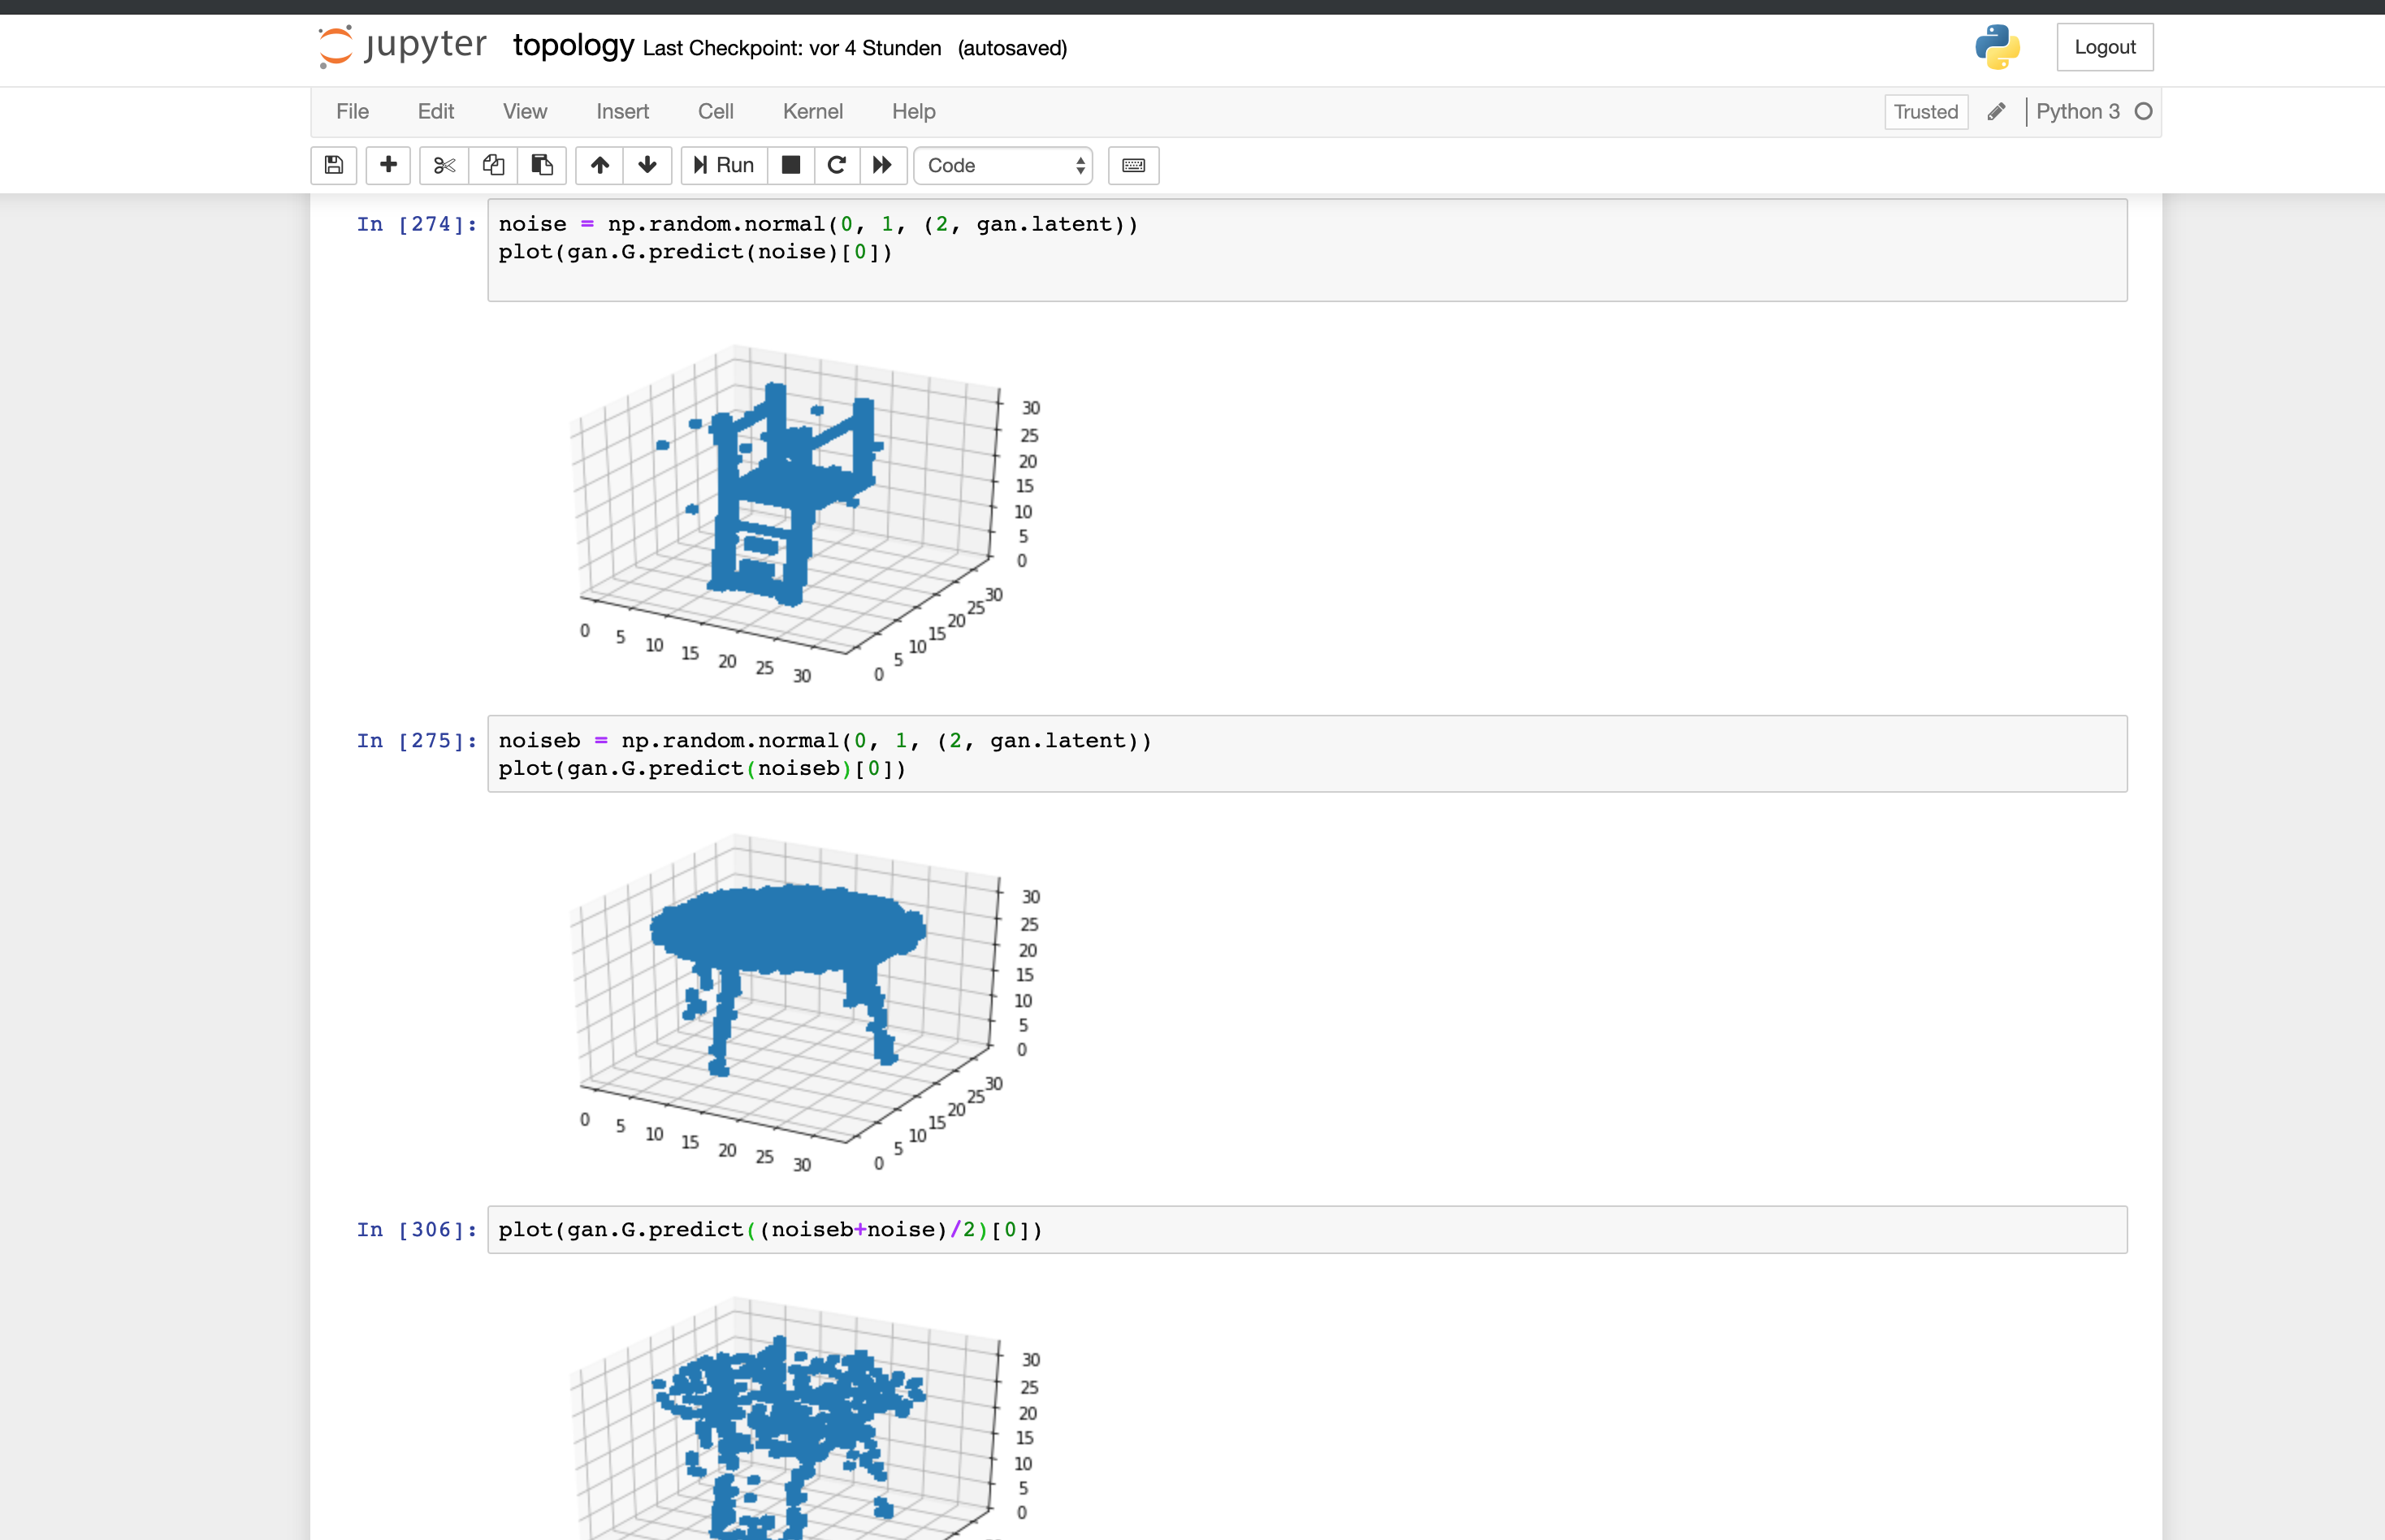 jupyter topology Last Checkpoint: vor 4 Stunden (autosaved) Logout
File Edit View Insert Cell Kernel Help Trusted Python 3
Run Code
In [274]: noise = np.random.normal(0, 1, (2, gan.latent))
plot(gan.G.predict(noise)[0])
30
25
20
15
10
5
0
0 5 10 15 20 25 30
0 5 10 15 20 25 30
In [275]: noiseb = np.random.normal(0, 1, (2, gan.latent))
plot(gan.G.predict(noiseb)[0])
30
25
20
15
10
5
0
0 5 10 15 20 25 30
0 5 10 15 20 25 30
In [306]: plot(gan.G.predict((noiseb+noise)/2)[0])
30
25
20
15
10
5
0